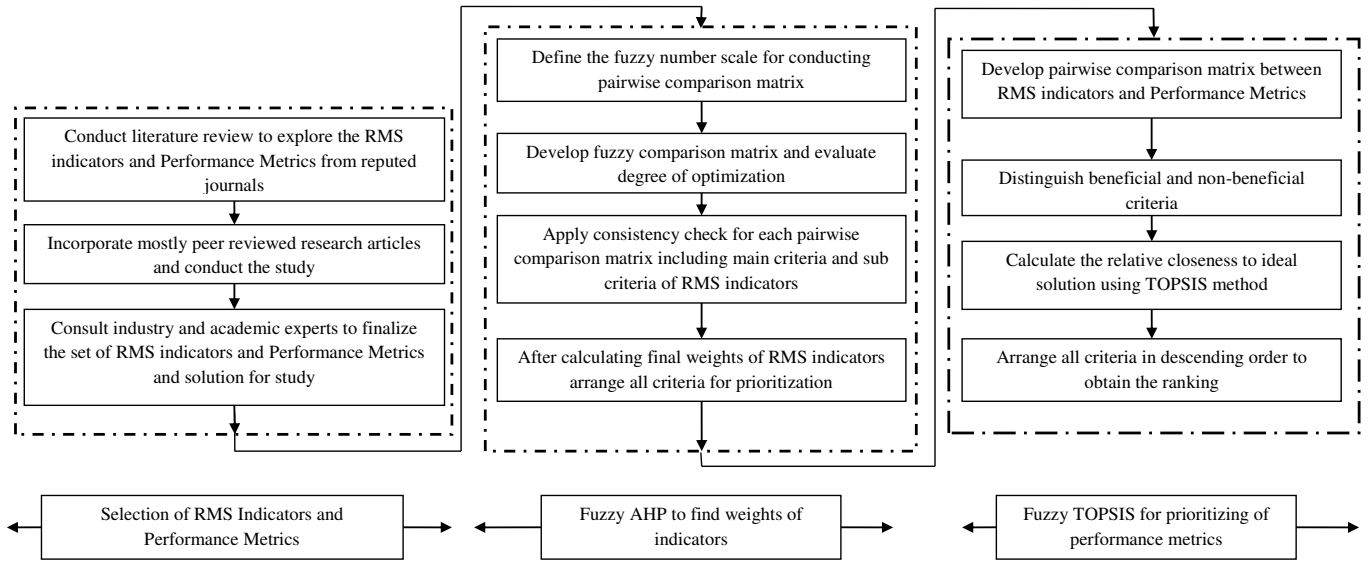 Conduct literature review to explore the RMS
indicators and Performance Metrics from reputed
journals
Incorporate mostly peer reviewed research articles
and conduct the study
Consult industry and academic experts to finalize
the set of RMS indicators and Performance Metrics
and solution for study
Define the fuzzy number scale for conducting
pairwise comparison matrix
Develop fuzzy comparison matrix and evaluate
degree of optimization
Apply consistency check for each pairwise
comparison matrix including main criteria and sub
criteria of RMS indicators
After calculating final weights of RMS indicators
arrange all criteria for prioritization
Develop pairwise comparison matrix between
RMS indicators and Performance Metrics
Distinguish beneficial and non-beneficial
criteria
Calculate the relative closeness to ideal
solution using TOPSIS method
Arrange all criteria in descending order to
obtain the ranking
Selection of RMS Indicators and
Performance Metrics
Fuzzy AHP to find weights of
indicators
Fuzzy TOPSIS for prioritizing of
performance metrics